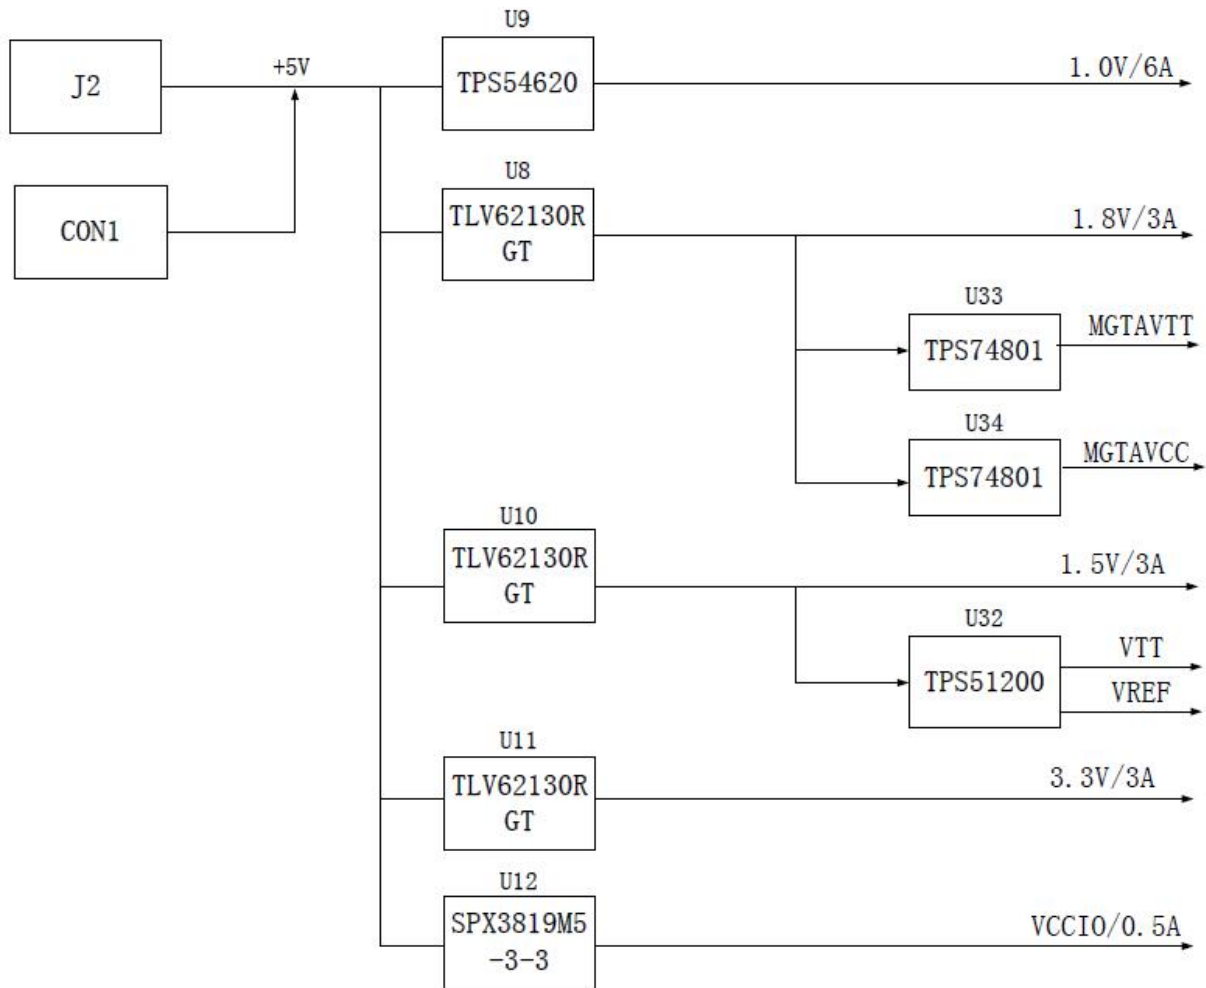 U9
J2
+5V
TPS54620
1.0V/6A
U8
CON1
TLV62130R
GT
1.8V/3A
U33
TPS74801
MGTAVTT
U34
TPS74801
MGTAVCC
U10
TLV62130R
GT
1.5V/3A
U32
TPS51200
VTT
VREF
U11
TLV62130R
GT
3.3V/3A
U12
SPX3819M5
-3-3
VCCIO/0.5A